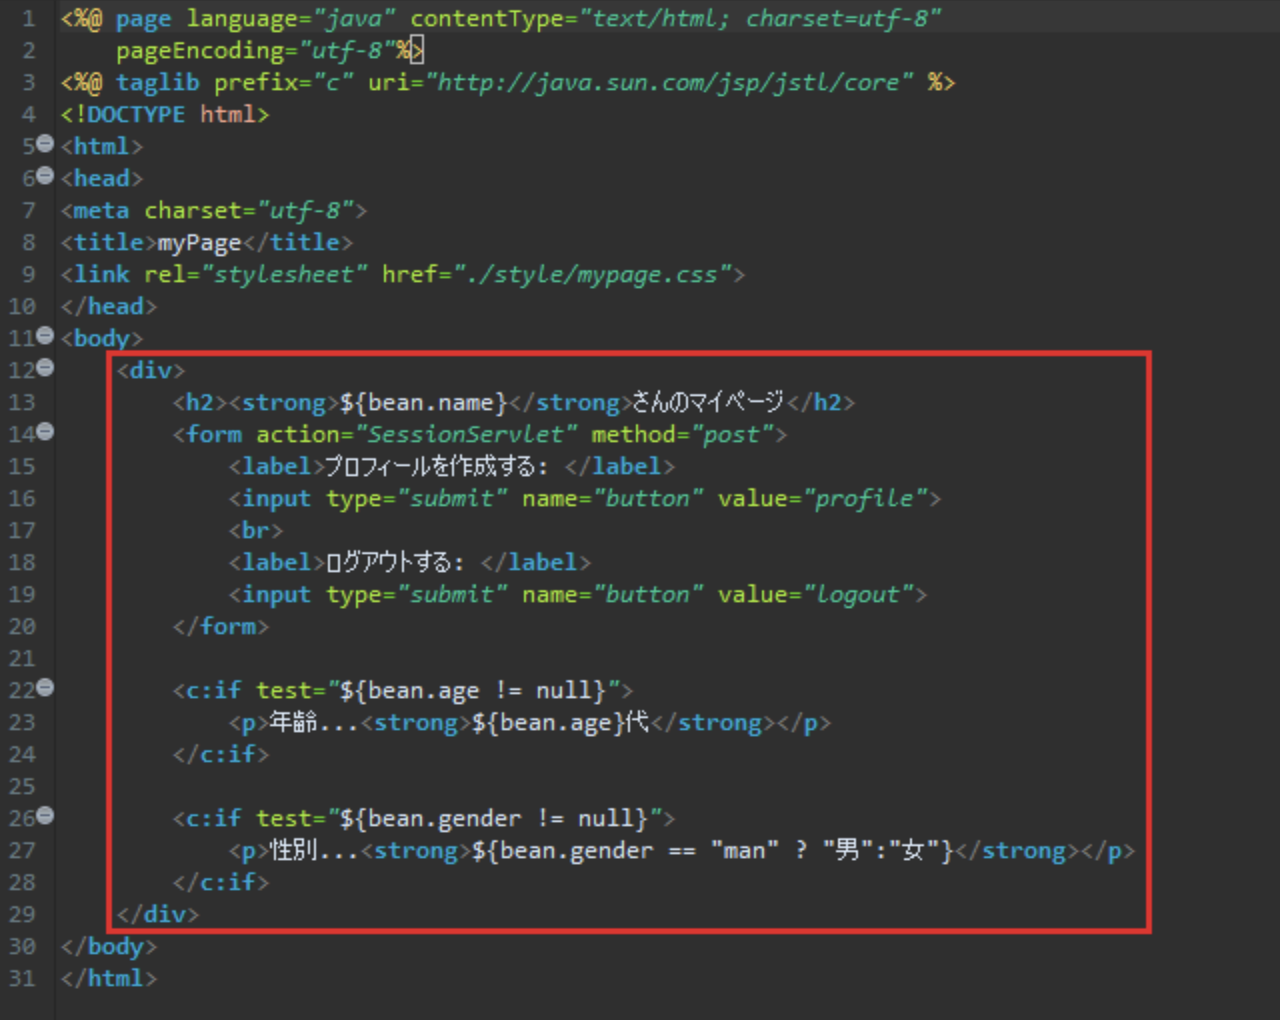 1 <%@ page language="java" contentType="text/html; charset=utf-8"
2     pageEncoding="utf-8"%>
3 <%@ taglib prefix="c" uri="http://java.sun.com/jsp/jstl/core" %>
4 <!DOCTYPE html>
5 <html>
6 <head>
7 <meta charset="utf-8">
8 <title>myPage</title>
9 <link rel="stylesheet" href="./style/mypage.css">
10 </head>
11 <body>
12     <div>
13         <h2><strong>${bean.name}</strong>さんのマイページ</h2>
14         <form action="SessionServlet" method="post">
15             <label>プロフィールを作成する: </label>
16             <input type="submit" name="button" value="profile">
17             <br>
18             <label>ログアウトする: </label>
19             <input type="submit" name="button" value="logout">
20         </form>
21
22         <c:if test="${bean.age != null}">
23             <p>年齢...<strong>${bean.age}代</strong></p>
24         </c:if>
25
26         <c:if test="${bean.gender != null}">
27             <p>性別...<strong>${bean.gender == "man" ? "男":"女"}</strong></p>
28         </c:if>
29     </div>
30 </body>
31 </html>